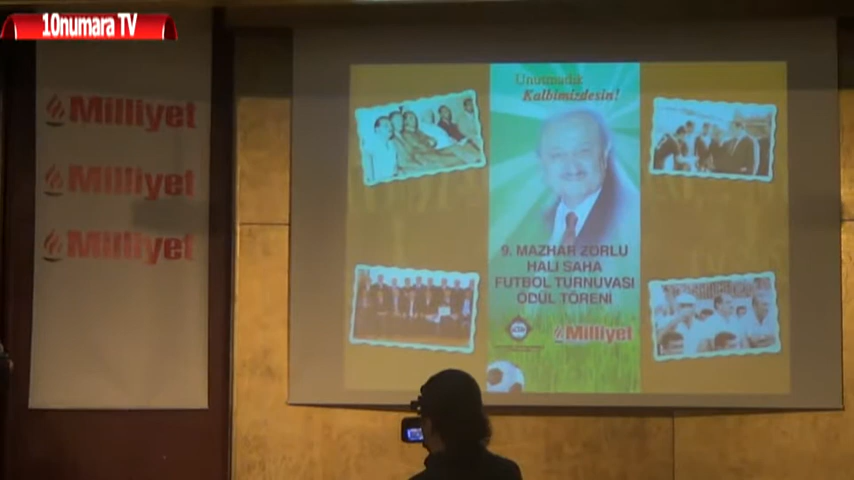 10numara TV
Milliyet
Milliyet
Milliyet
Unutmadık
Kalbimizdesin!
9. MAZHAR ZORLU
HALI SAHA
FUTBOL TURNUVASI
ÖDÜL TÖRENİ
Milliyet